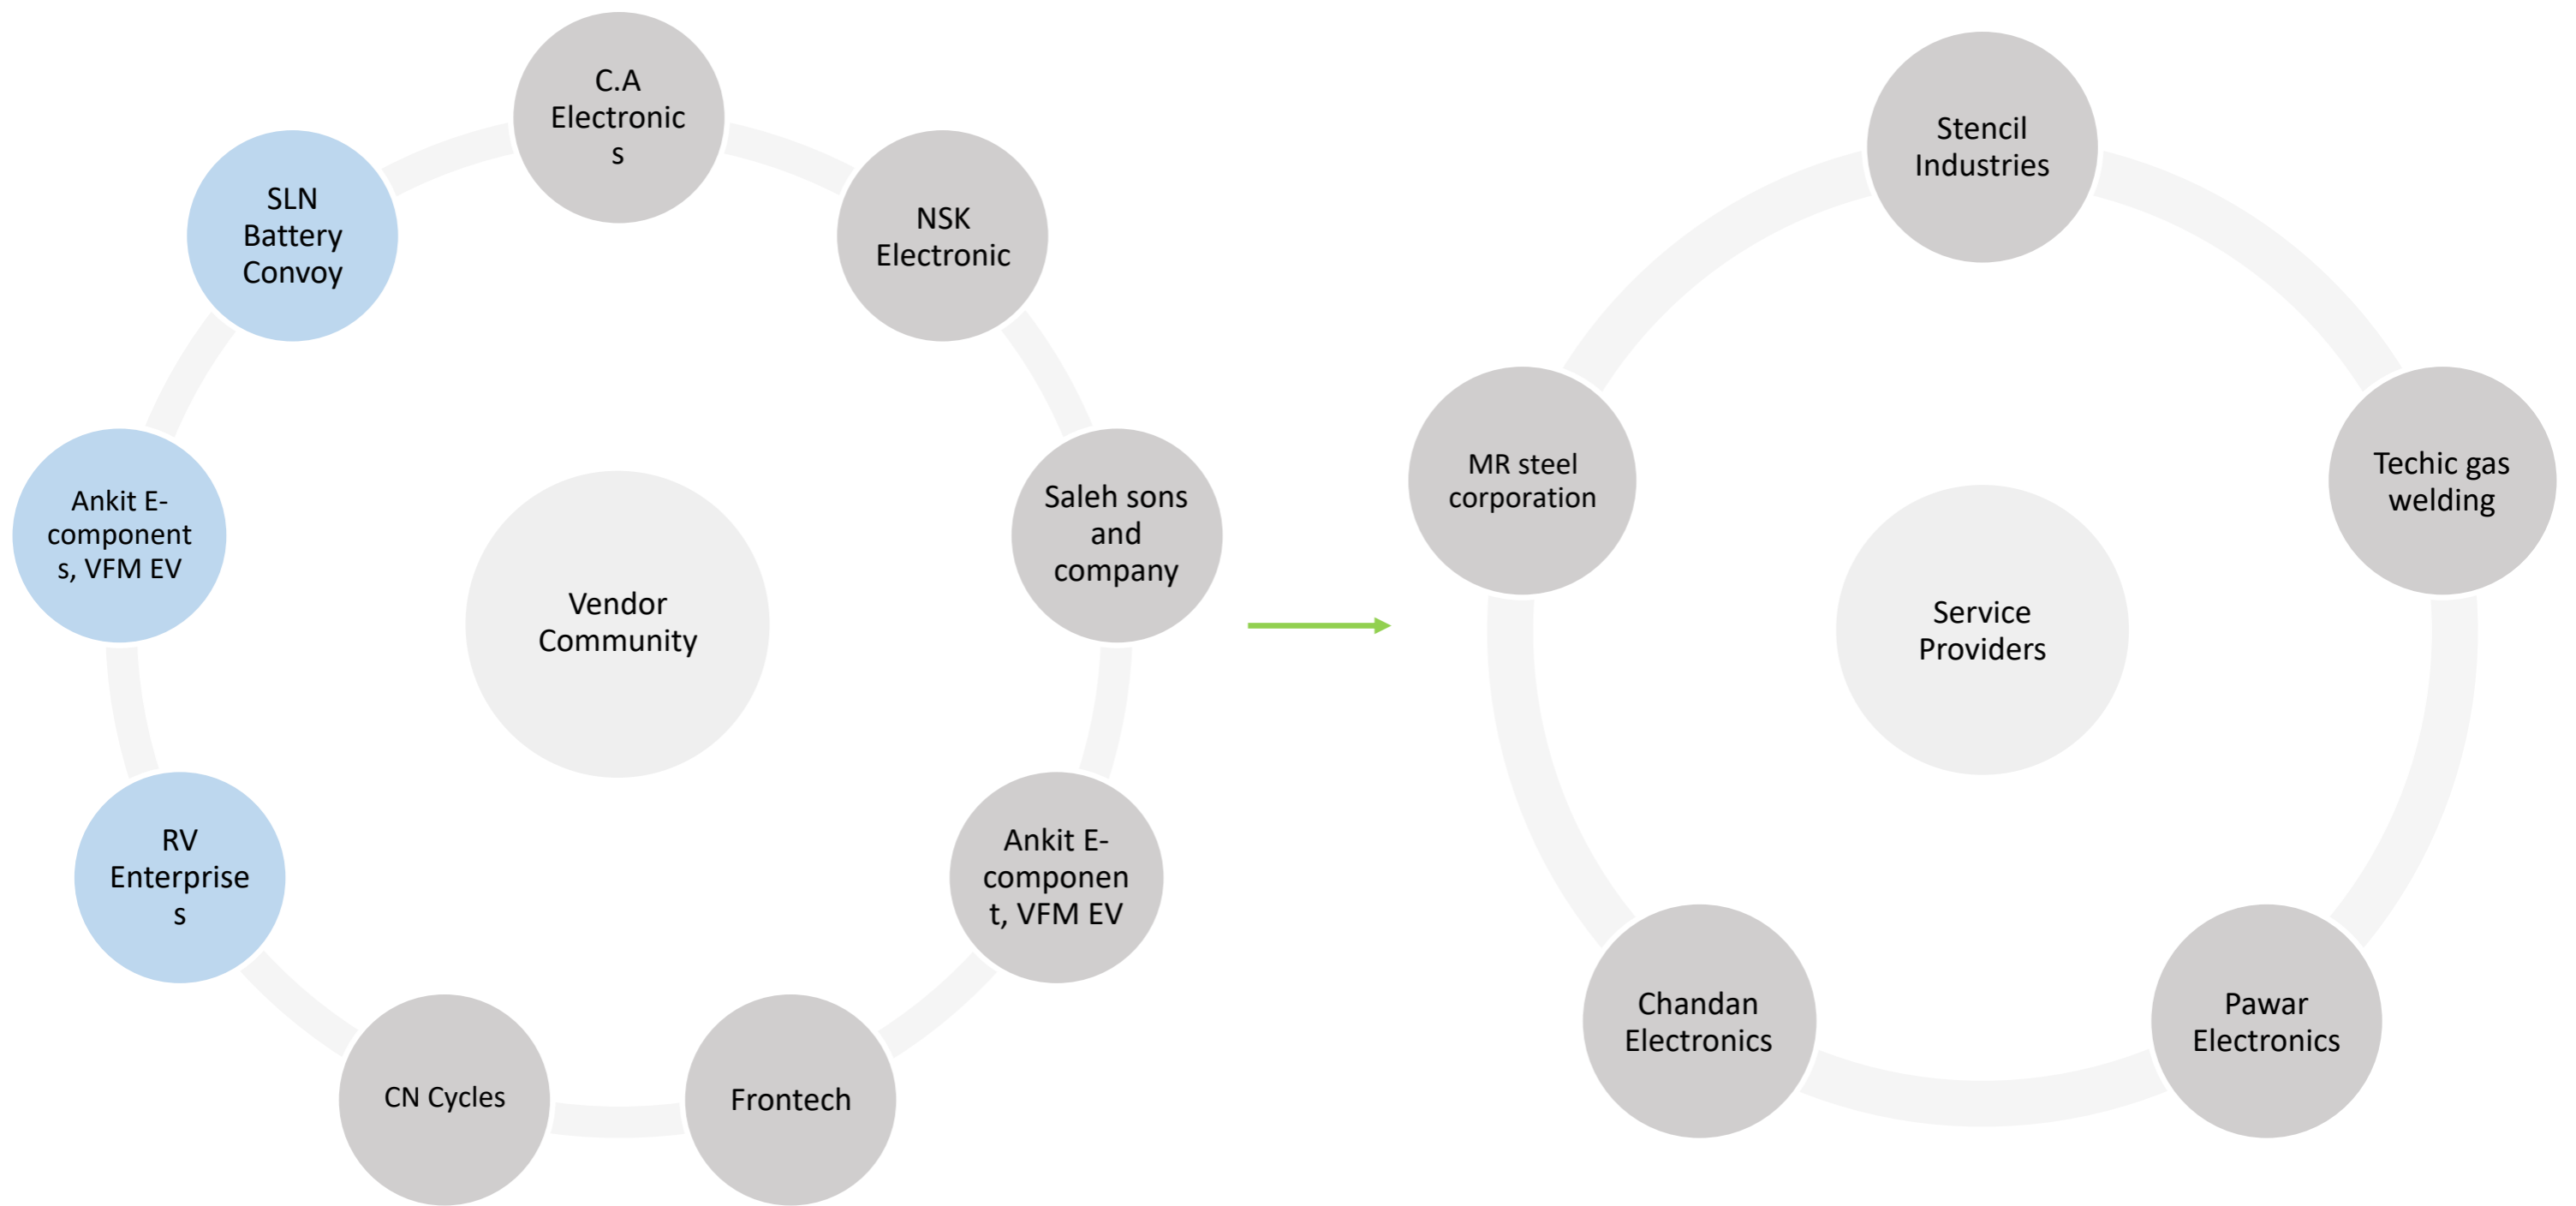 C.A
Electronic
s
NSK
Electronic
Saleh sons
and
company
Ankit E-
componen
t, VFM EV
Frontech
CN Cycles
RV
Enterprise
s
Ankit E-
component
s, VFM EV
SLN
Battery
Convoy
Vendor
Community
Stencil
Industries
Techic gas
welding
Pawar
Electronics
Chandan
Electronics
MR steel
corporation
Service
Providers